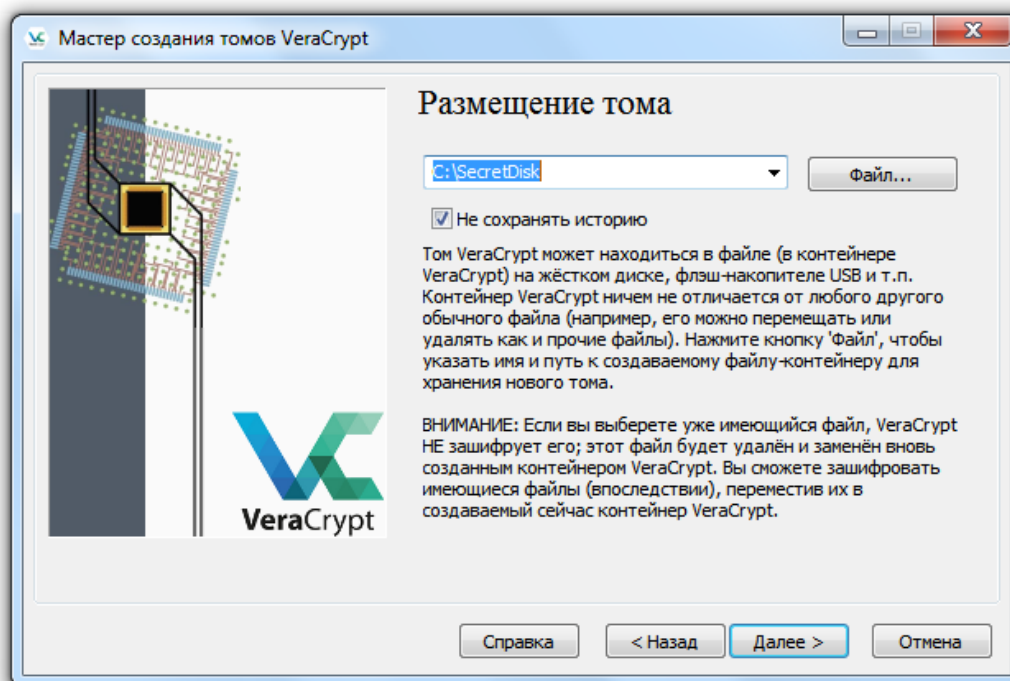 Мастер создания томов VeraCrypt
Размещение тома
C:\SecretDisk
Файл...
Не сохранять историю
Том VeraCrypt может находиться в файле (в контейнере
VeraCrypt) на жёстком диске, флэш-накопителе USB и т.п.
Контейнер VeraCrypt ничем не отличается от любого другого
обычного файла (например, его можно перемещать или
удалять как и прочие файлы). Нажмите кнопку 'Файл', чтобы
указать имя и путь к создаваемому файлу-контейнеру для
хранения нового тома.
ВНИМАНИЕ: Если вы выберете уже имеющийся файл, VeraCrypt
НЕ зашифрует его; этот файл будет удалён и заменён вновь
созданным контейнером VeraCrypt. Вы сможете зашифровать
имеющиеся файлы (впоследствии), переместив их в
создаваемый сейчас контейнер VeraCrypt.
VeraCrypt
Справка
< Назад
Далее >
Отмена